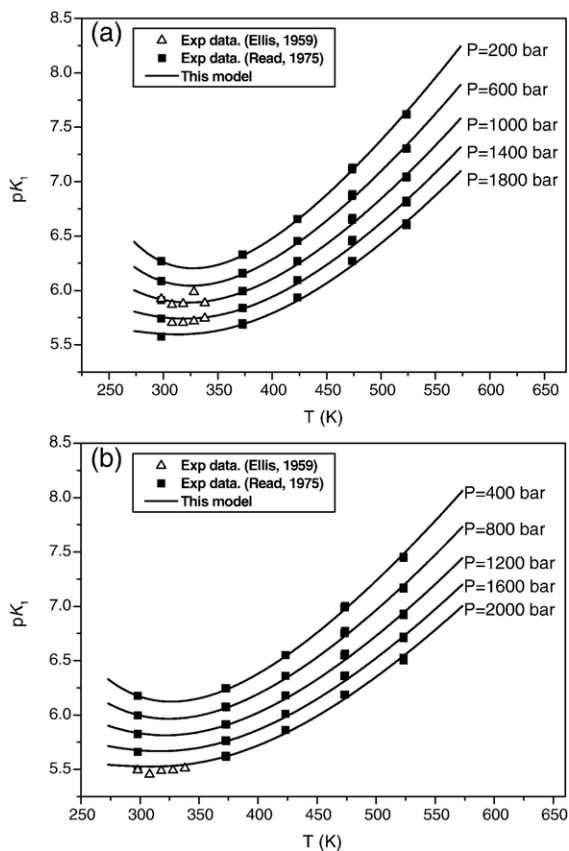 (a)
Exp data. (Ellis, 1959)
Exp data. (Read, 1975)
This model
P=200 bar
P=600 bar
P=1000 bar
P=1400 bar
P=1800 bar
8.5
8.0
7.5
7.0
6.5
6.0
5.5
pK₁
250 300 350 400 450 500 550 600 650
T (K)
(b)
Exp data. (Ellis, 1959)
Exp data. (Read, 1975)
This model
P=400 bar
P=800 bar
P=1200 bar
P=1600 bar
P=2000 bar
8.5
8.0
7.5
7.0
6.5
6.0
5.5
pK₁
250 300 350 400 450 500 550 600 650
T (K)